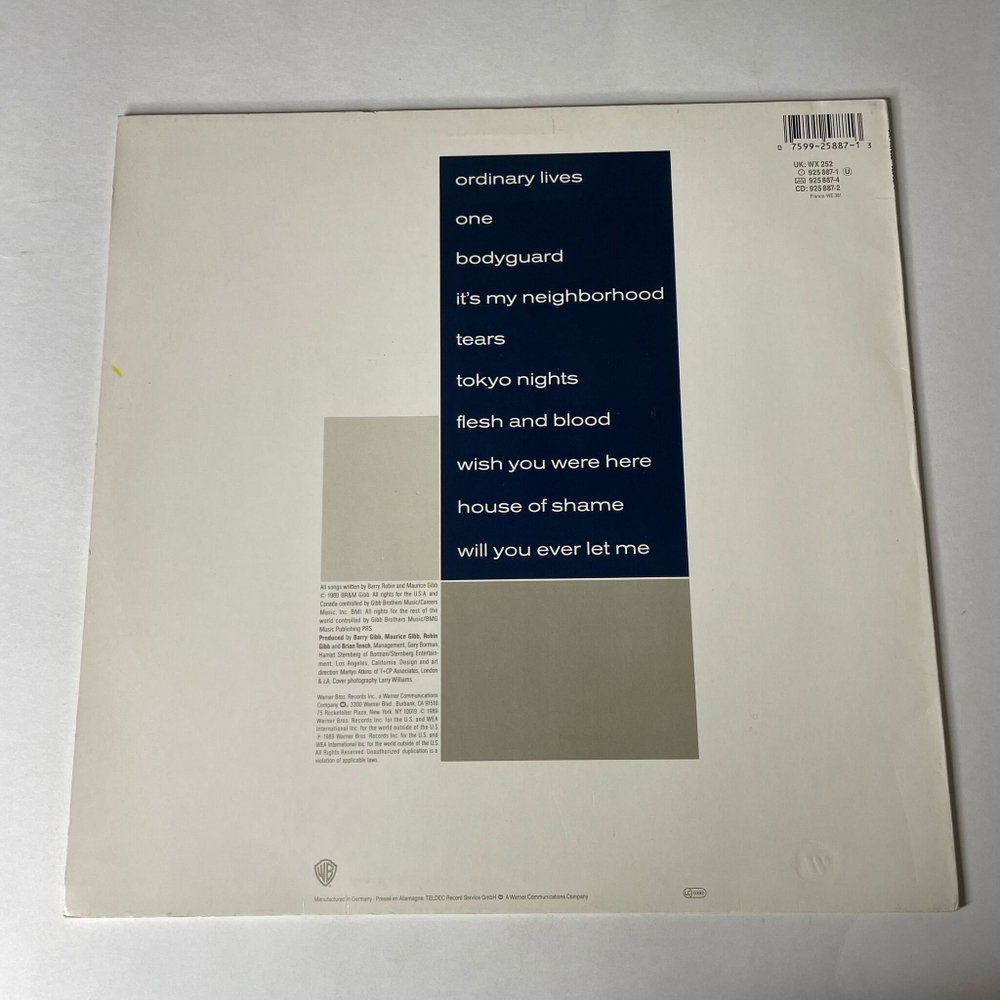 0 7599-25887-1 3
UK: WX 252
925 887-1 U
925 887-4
CD: 925 887-2
France: WE 381
ordinary lives
one
bodyguard
it's my neighborhood
tears
tokyo nights
flesh and blood
wish you were here
house of shame
will you ever let me
All songs written by Barry, Robin and Maurice Gibb
© 1989 BR&M Gibb. All rights for the U.S.A. and
Canada controlled by Gibb Brothers Music/Careers
Music, Inc. BMI. All rights for the rest of the
world controlled by Gibb Brothers Music/BMG
Music Publishing PRS.
Produced by Barry Gibb, Maurice Gibb, Robin
Gibb and Brian Tench. Management, Gary Borman,
Harriet Sternberg of Borman/Sternberg Entertain-
ment, Los Angeles, California. Design and art
direction Martyn Atkins of T+CP Associates, London
& LA. Cover photography Larry Williams.
Warner Bros. Records Inc., a Warner Communications
Company, 3300 Warner Blvd., Burbank, CA 91510
75 Rockefeller Plaza, New York, NY 10019 © 1989
Warner Bros. Records Inc. for the U.S. and WEA
International Inc. for the world outside of the U.S.
℗ 1989 Warner Bros. Records Inc. for the U.S. and
WEA International Inc. for the world outside of the U.S.
All Rights Reserved. Unauthorized duplication is a
violation of applicable laws.
WB
Manufactured in Germany · Pressé en Allemagne, TELDEC Record Service GmbH A Warner Communications Company